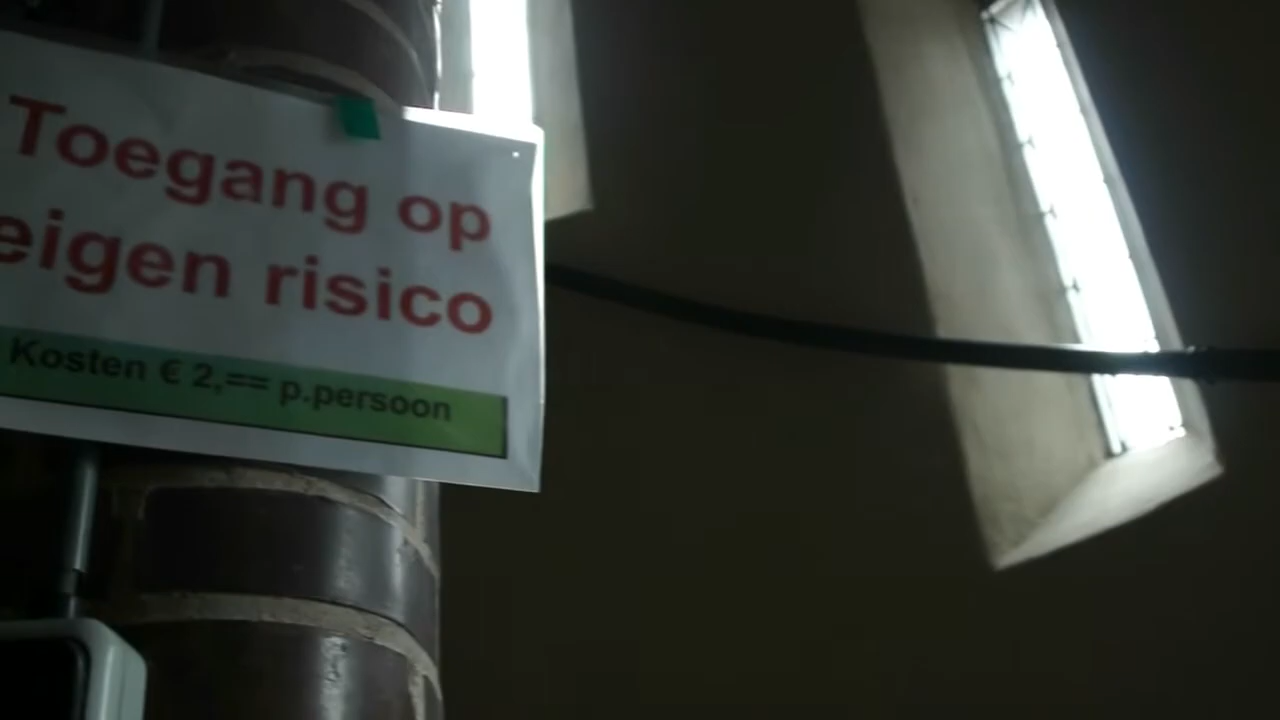 Toegang op
eigen risico
Kosten € 2,== p.persoon